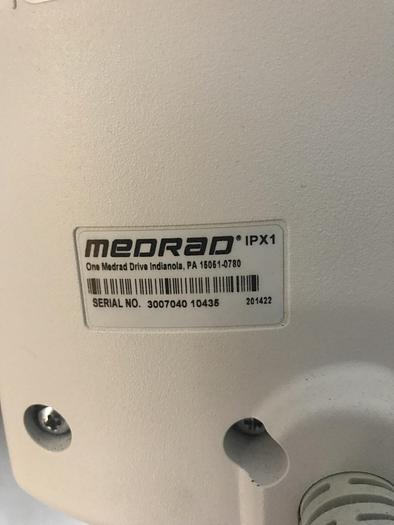 MEDRAD® IPX1
One Medrad Drive Indianola, PA 15051-0780
SERIAL NO. 3007040 10435 201422